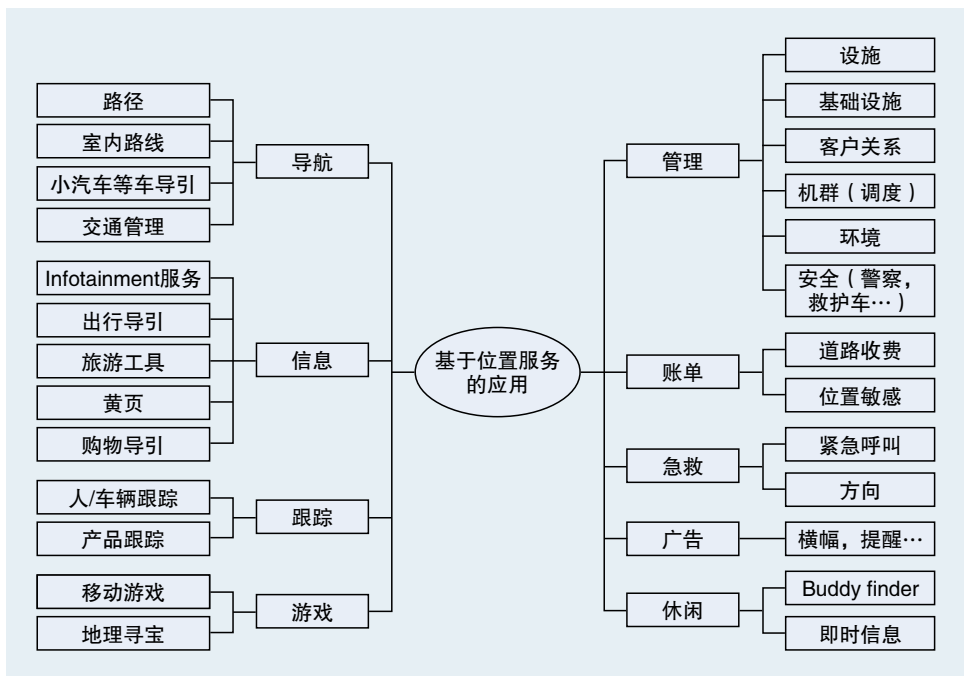 路径
室内路线
小汽车等车导引
交通管理
导航
Infotainment服务
出行导引
旅游工具
黄页
购物导引
信息
人/车辆跟踪
产品跟踪
跟踪
移动游戏
地理寻宝
游戏
基于位置服务
的应用
管理
设施
基础设施
客户关系
机群（调度）
环境
安全（警察，
救护车…）
账单
道路收费
位置敏感
急救
紧急呼叫
方向
广告
横幅，提醒…
休闲
Buddy finder
即时信息